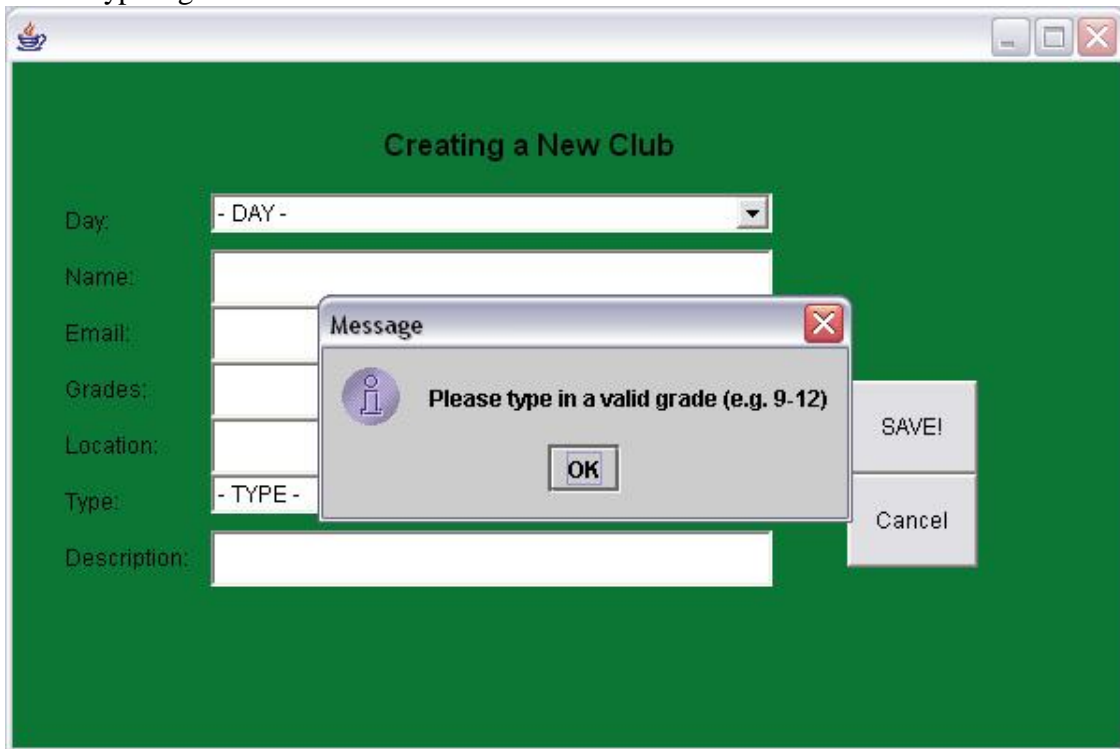 Creating a New Club
Day:
- DAY -
Name:
Email:
Message
Grades:
Please type in a valid grade (e.g. 9-12)
Location:
OK
SAVE!
Type:
- TYPE -
Cancel
Description: